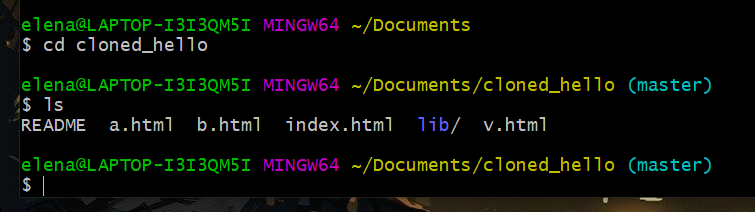 elena@LAPTOP-I3I3QM5I MINGW64 ~/Documents
$ cd cloned_hello
elena@LAPTOP-I3I3QM5I MINGW64 ~/Documents/cloned_hello (master)
$ ls
README  a.html  b.html  index.html  lib/  v.html
elena@LAPTOP-I3I3QM5I MINGW64 ~/Documents/cloned_hello (master)
$